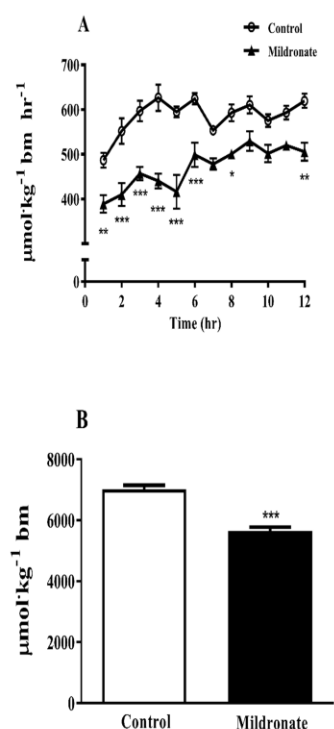 A
Control
Mildronate
μmol·kg⁻¹ bm hr⁻¹
700
600
500
400
0
** *** *** *** *** *** * **
0 2 4 6 8 10 12
Time (hr)
B
μmol·kg⁻¹ bm
8000
6000
4000
2000
0
***
Control Mildronate